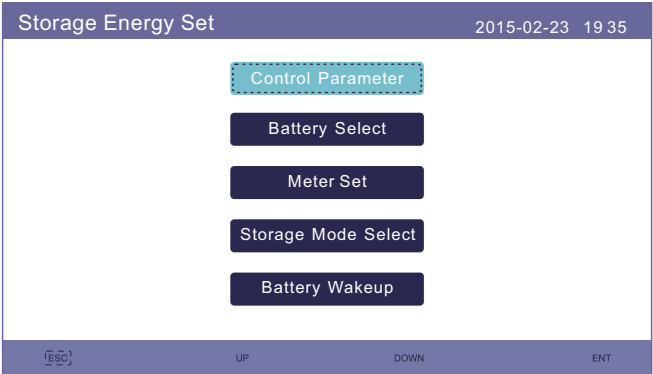 Storage Energy Set 2015-02-23 19 35
Control Parameter
Battery Select
Meter Set
Storage Mode Select
Battery Wakeup
ESC UP DOWN ENT